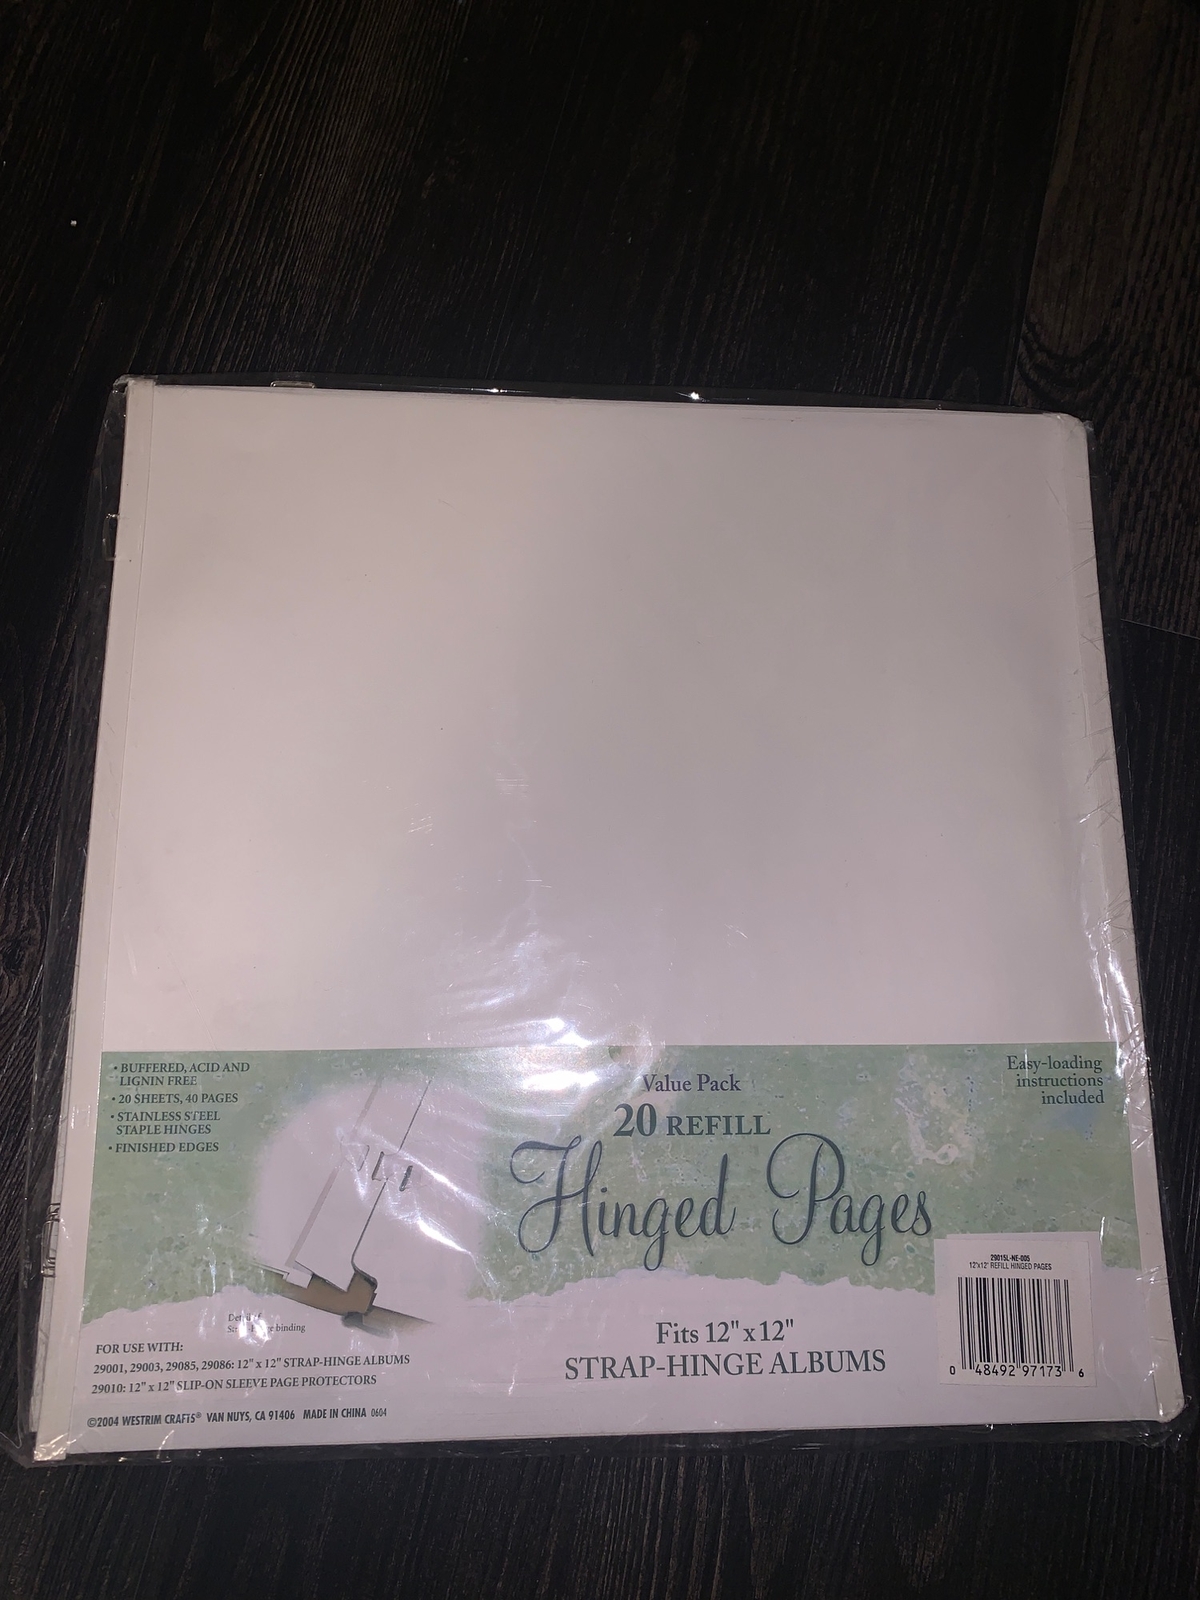 • BUFFERED, ACID AND
LIGNIN FREE
• 20 SHEETS, 40 PAGES
• STAINLESS STEEL
STAPLE HINGES
• FINISHED EDGES
Value Pack
20 REFILL
Hinged Pages
Easy-loading
instructions
included
binding
FOR USE WITH:
29001, 29003, 29085, 29086: 12" x 12" STRAP-HINGE ALBUMS
29010: 12" x 12" SLIP-ON SLEEVE PAGE PROTECTORS
©2004 WESTRIM CRAFTS® VAN NUYS, CA 91406 MADE IN CHINA 0604
Fits 12" x 12"
STRAP-HINGE ALBUMS
29015L-NE-005
12"x12" REFILL HINGED PAGES
0 48492 97173 6